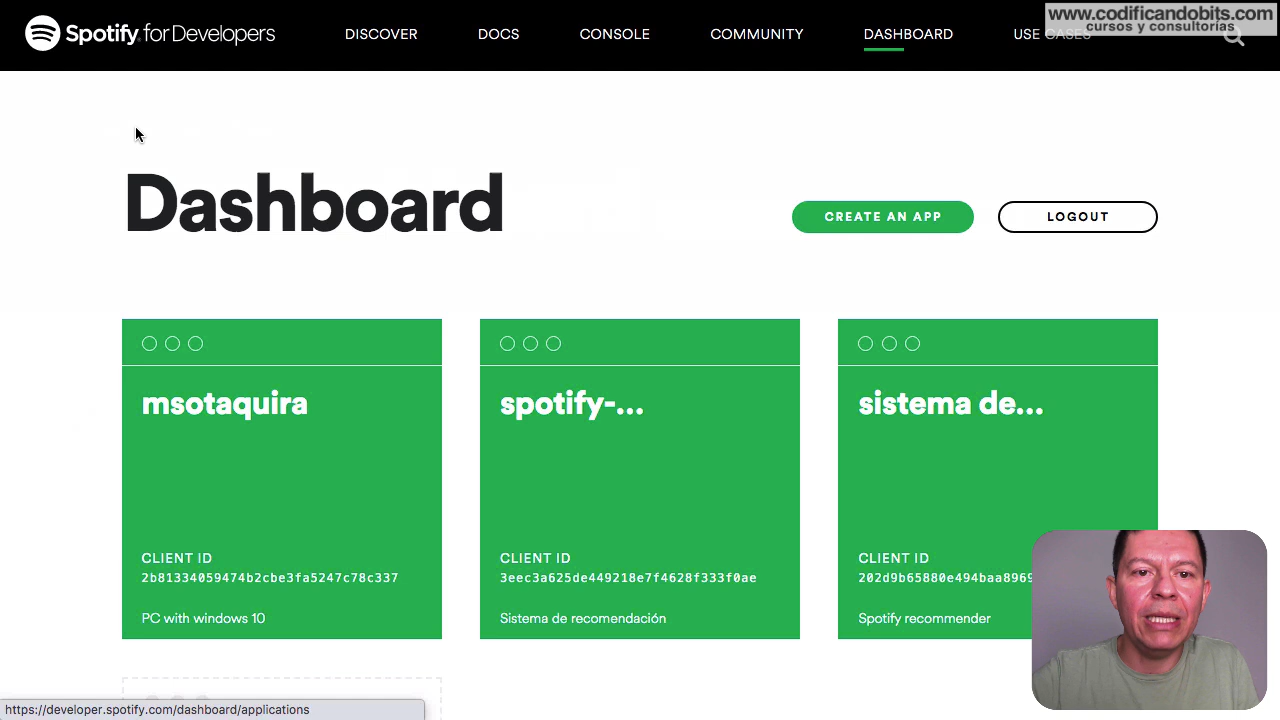 Spotify for Developers
DISCOVER
DOCS
CONSOLE
COMMUNITY
DASHBOARD
USE CASES
www.codificandobits.com
cursos y consultorías
Dashboard
CREATE AN APP
LOGOUT
msotaquira
CLIENT ID
2b81334059474b2cbe3fa5247c78c337
PC with windows 10
spotify-...
CLIENT ID
3eec3a625de449218e7f4628f333f0ae
Sistema de recomendación
sistema de...
CLIENT ID
202d9b65880e494baa8969
Spotify recommender
https://developer.spotify.com/dashboard/applications